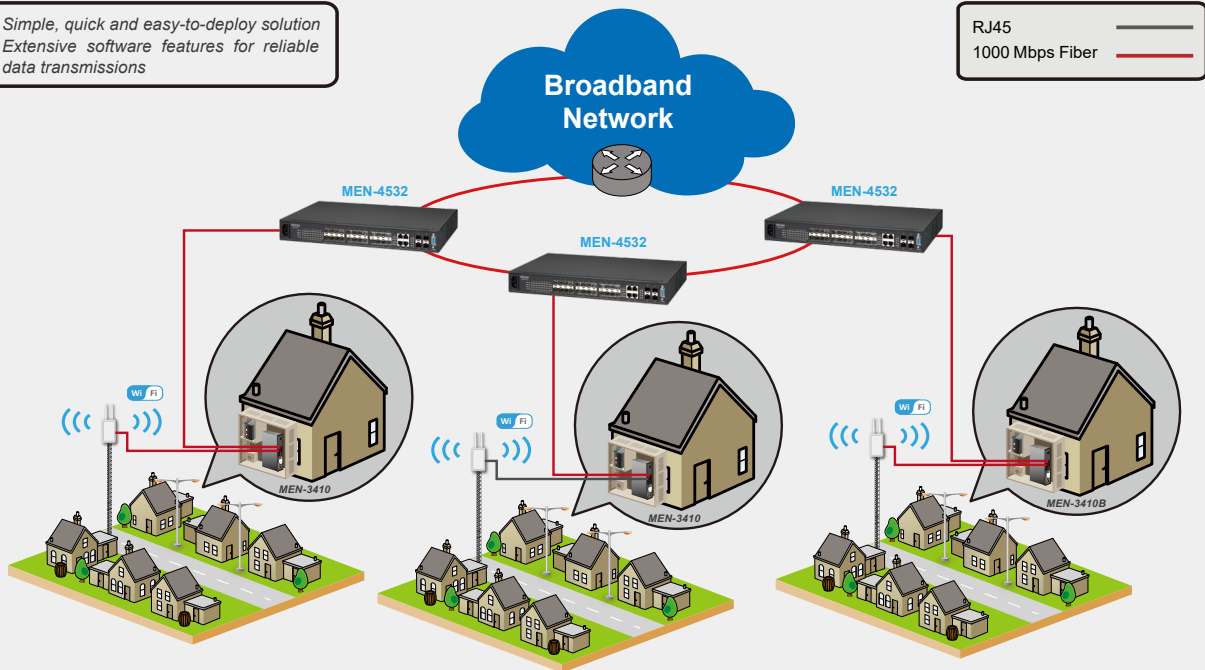 Simple, quick and easy-to-deploy solution
Extensive software features for reliable
data transmissions
RJ45
1000 Mbps Fiber
Broadband
Network
MEN-4532
MEN-4532
MEN-4532
Wi Fi
MEN-3410
Wi Fi
MEN-3410
Wi Fi
MEN-3410B